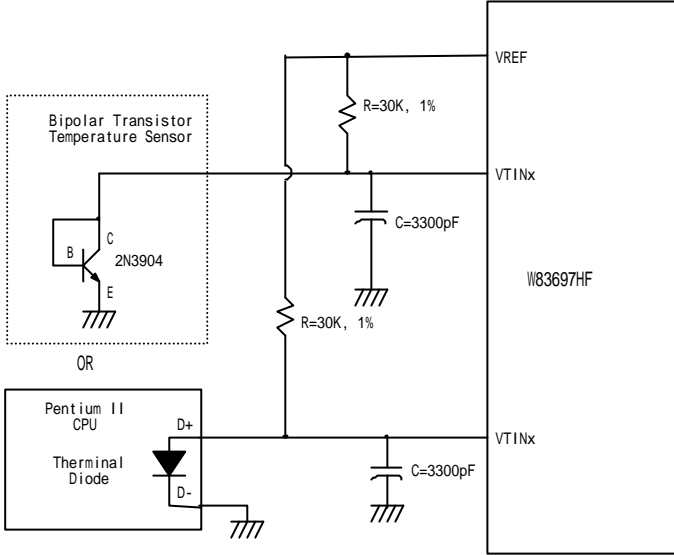 VREF
R=30K, 1%
Bipolar Transistor
Temperature Sensor
VTINx
C
C=3300pF
B
2N3904
W83697HF
E
R=30K, 1%
OR
Pentium II
CPU
D+
VTINx
Therminal
Diode
C=3300pF
D-